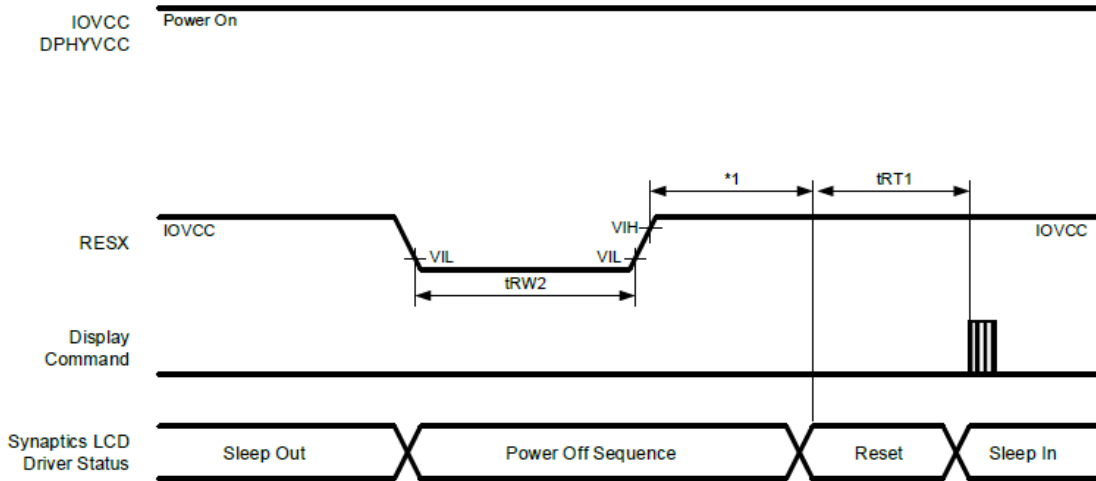 IOVCC
DPHYVCC
Power On
*1
tRT1
RESX
IOVCC
VIH
IOVCC
VIL
VIL
tRW2
Display
Command
Synaptics LCD
Driver Status
Sleep Out
Power Off Sequence
Reset
Sleep In